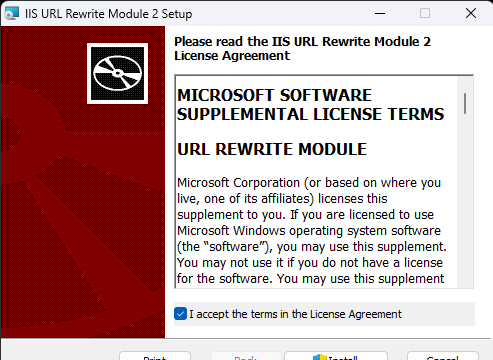 IIS URL Rewrite Module 2 Setup
Please read the IIS URL Rewrite Module 2
License Agreement
MICROSOFT SOFTWARE
SUPPLEMENTAL LICENSE TERMS
URL REWRITE MODULE
Microsoft Corporation (or based on where you
live, one of its affiliates) licenses this
supplement to you. If you are licensed to use
Microsoft Windows operating system software
(the “software”), you may use this supplement.
You may not use it if you do not have a license
for the software. You may use this supplement
I accept the terms in the License Agreement
Print Back Install Cancel